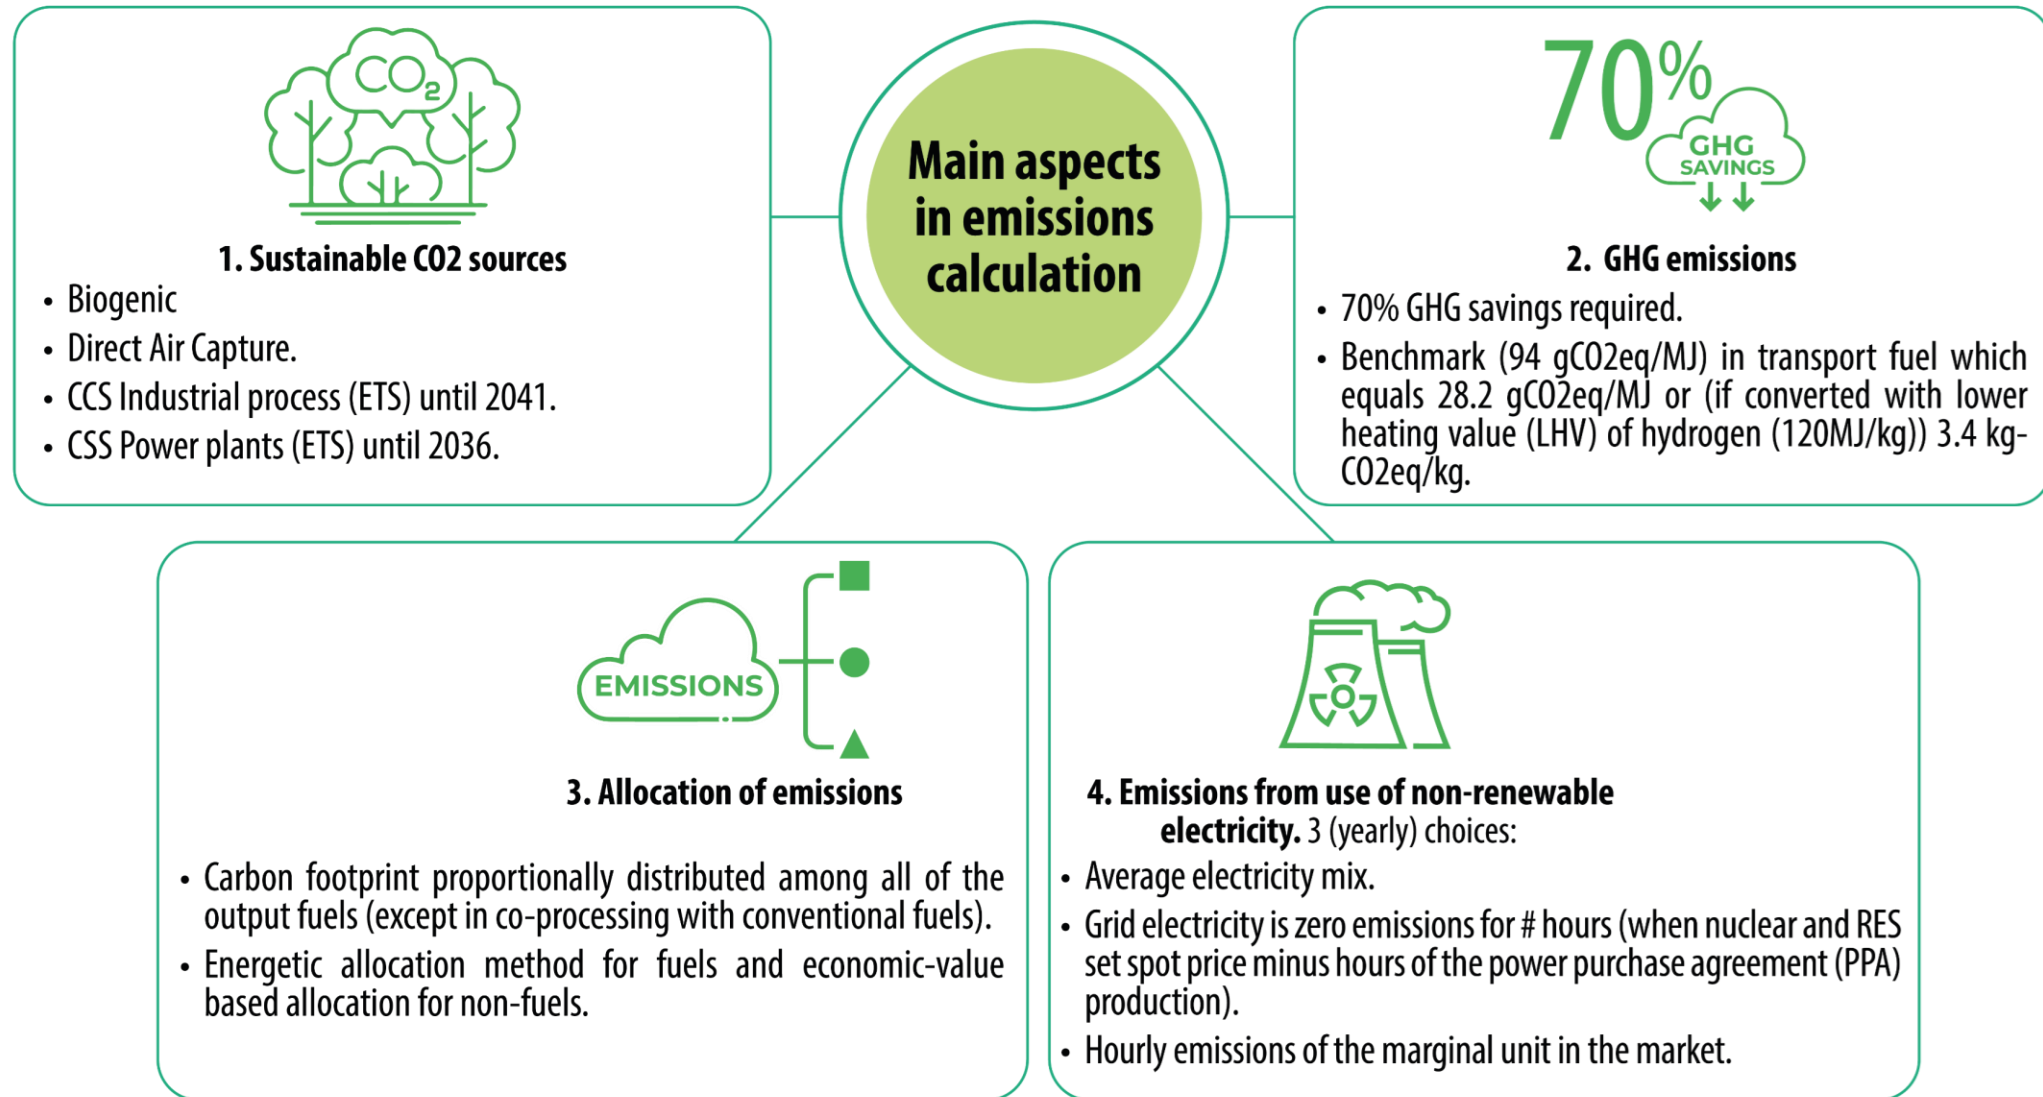 CO2
1. Sustainable CO2 sources
• Biogenic
• Direct Air Capture.
• CCS Industrial process (ETS) until 2041.
• CSS Power plants (ETS) until 2036.
Main aspects
in emissions
calculation
70%
GHG
SAVINGS
2. GHG emissions
• 70% GHG savings required.
• Benchmark (94 gCO2eq/MJ) in transport fuel which
equals 28.2 gCO2eq/MJ or (if converted with lower
heating value (LHV) of hydrogen (120MJ/kg)) 3.4 kg-
CO2eq/kg.
EMISSIONS
3. Allocation of emissions
• Carbon footprint proportionally distributed among all of the
output fuels (except in co-processing with conventional fuels).
• Energetic allocation method for fuels and economic-value
based allocation for non-fuels.
4. Emissions from use of non-renewable
electricity. 3 (yearly) choices:
• Average electricity mix.
• Grid electricity is zero emissions for # hours (when nuclear and RES
set spot price minus hours of the power purchase agreement (PPA)
production).
• Hourly emissions of the marginal unit in the market.